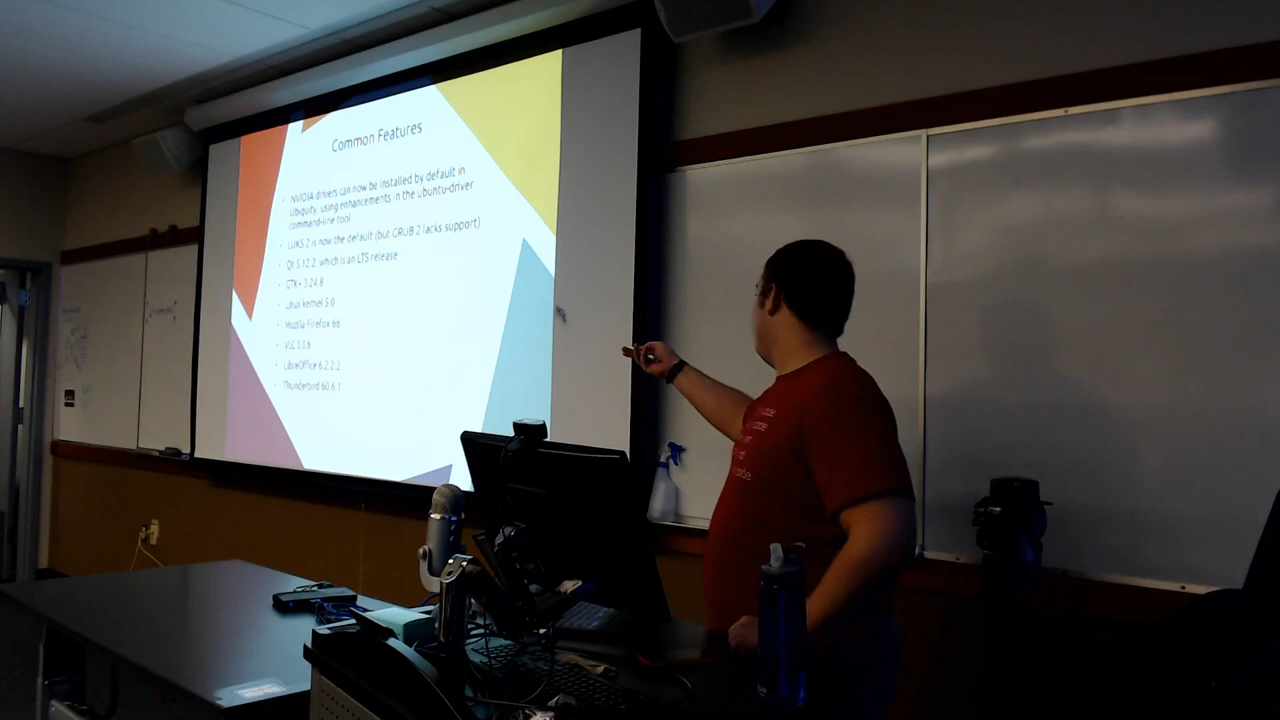 Common Features
NVIDIA drivers can now be installed by default in
Ubiquity, using enhancements in the ubuntu-driver
command-line tool
LUKS 2 is now the default (but GRUB 2 lacks support)
Qt 5.12.2, which is an LTS release
GTK+ 3.24.8
Linux kernel 5.0
Mozilla Firefox 66
VLC 3.0.6
LibreOffice 6.2.2.2
Thunderbird 60.6.1
code
code
code